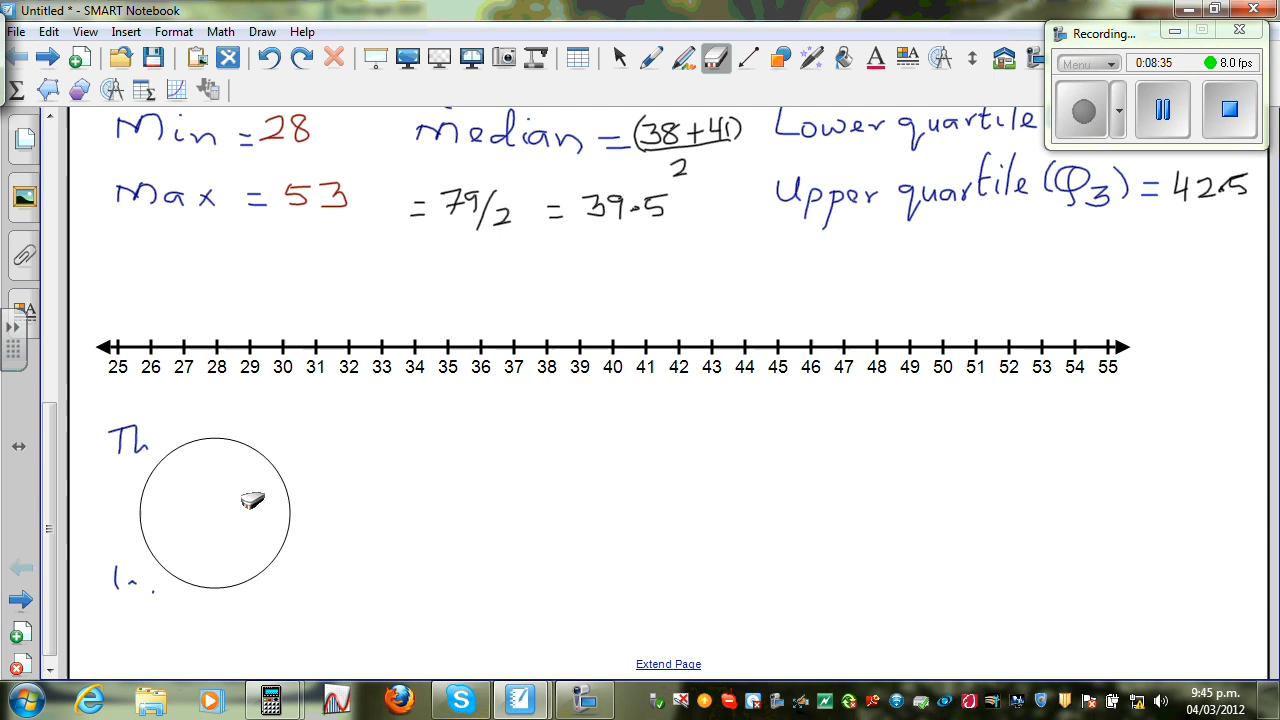 Untitled * - SMART Notebook
File Edit View Insert Format Math Draw Help
Recording...
Menu 0:08:35 8.0 fps
Min = 28 Median = (38+41)/2 Lower quartile
Max = 53 = 79/2 = 39.5 Upper quartile (Q3) = 42.5
25 26 27 28 29 30 31 32 33 34 35 36 37 38 39 40 41 42 43 44 45 46 47 48 49 50 51 52 53 54 55
Th
Extend Page
9:45 p.m.
04/03/2012